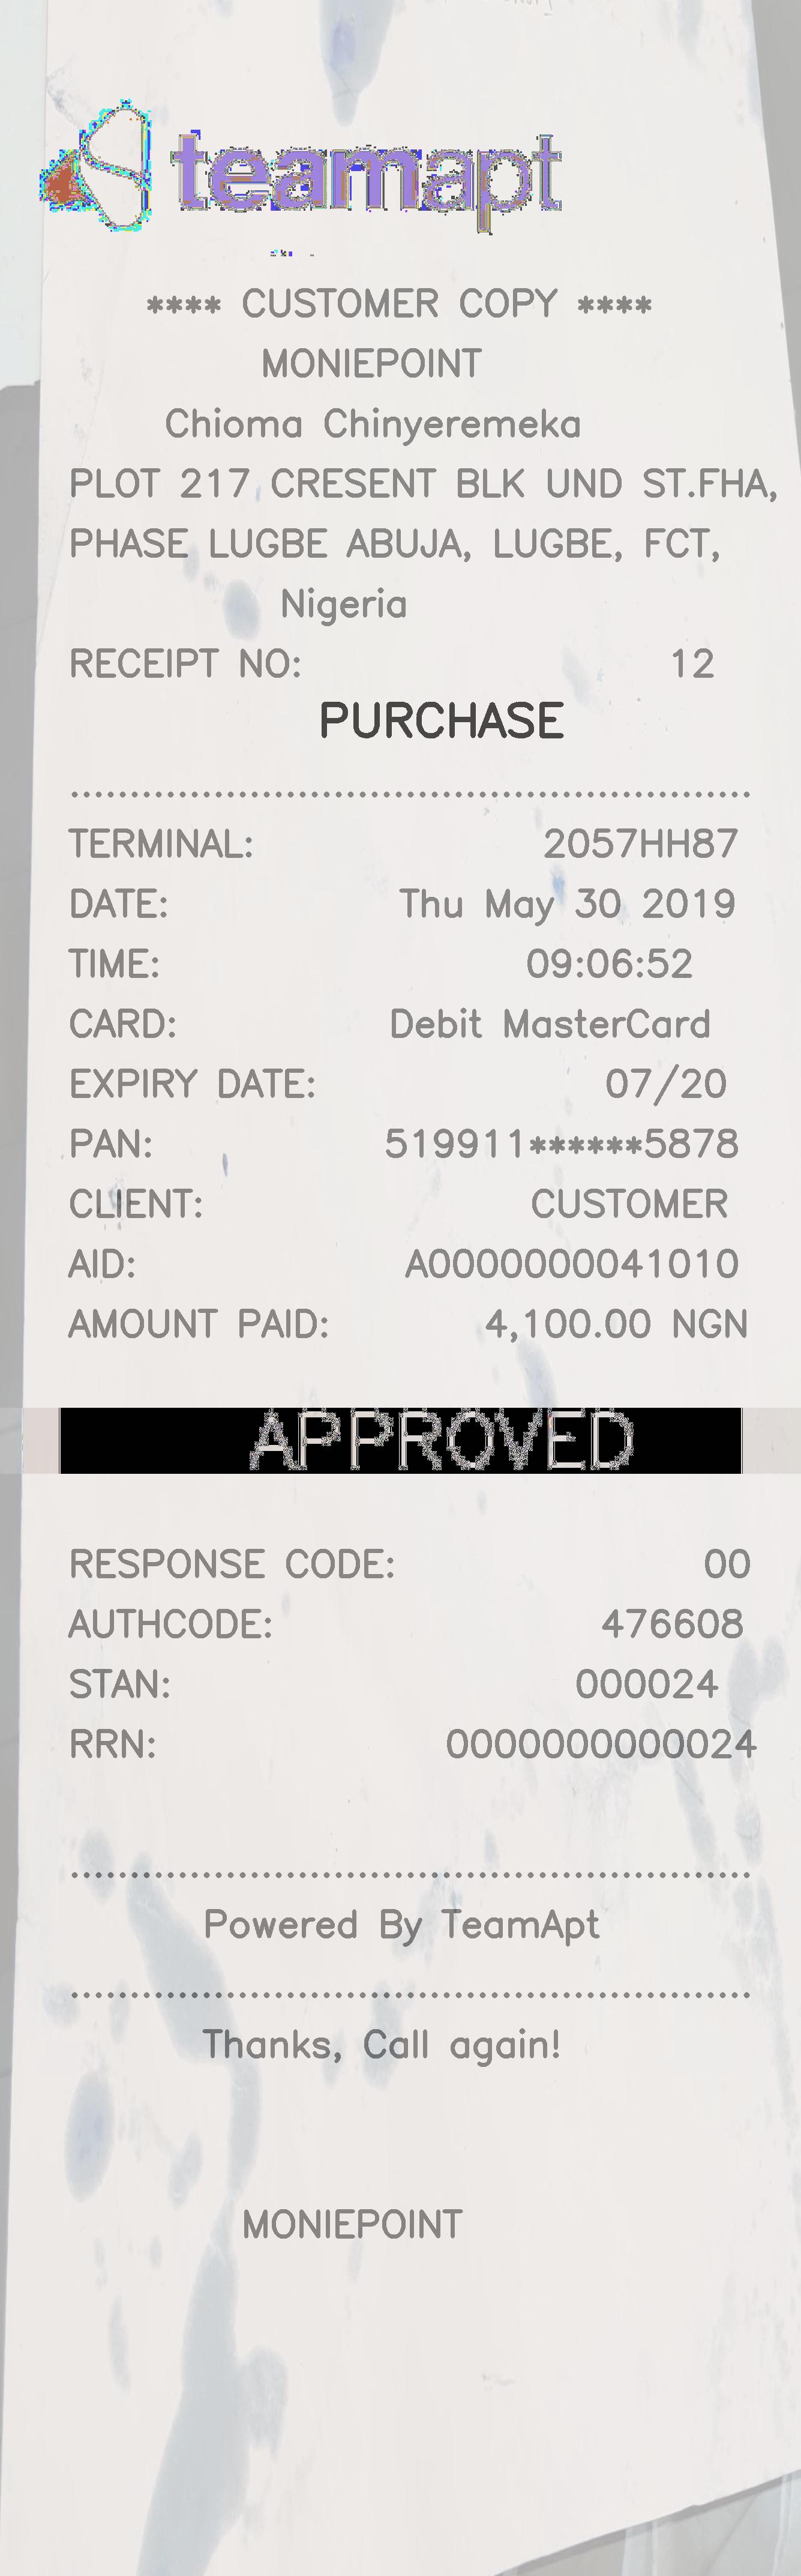 teamapt
**** CUSTOMER COPY ****
MONIEPOINT
Chioma Chinyeremeka
PLOT 217 CRESENT BLK UND ST.FHA,
PHASE LUGBE ABUJA, LUGBE, FCT,
Nigeria
RECEIPT NO: 12
PURCHASE
TERMINAL: 2057HH87
DATE: Thu May 30 2019
TIME: 09:06:52
CARD: Debit MasterCard
EXPIRY DATE: 07/20
PAN: 519911******5878
CLIENT: CUSTOMER
AID: A0000000041010
AMOUNT PAID: 4,100.00 NGN
APPROVED
RESPONSE CODE: 00
AUTHCODE: 476608
STAN: 000024
RRN: 0000000000024
Powered By TeamApt
Thanks, Call again!
MONIEPOINT